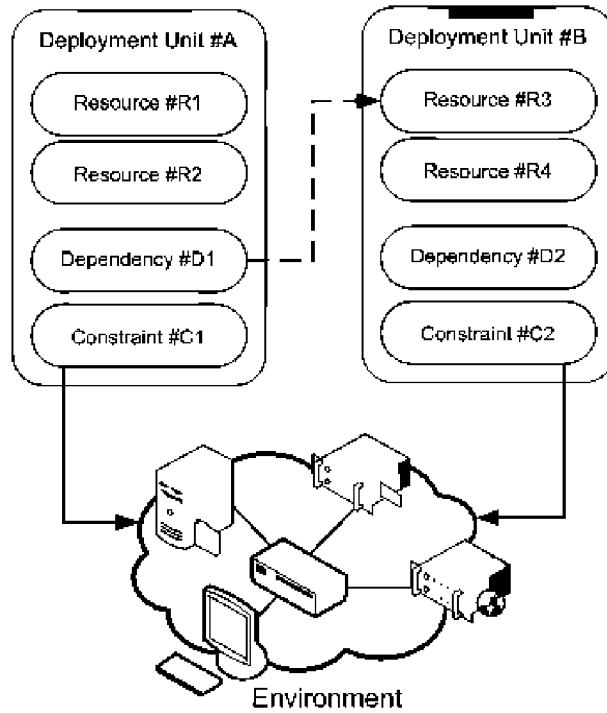 Deployment Unit #A
Resource #R1
Resource #R2
Dependency #D1
Constraint #C1
Deployment Unit #B
Resource #R3
Resource #R4
Dependency #D2
Constraint #C2
Environment